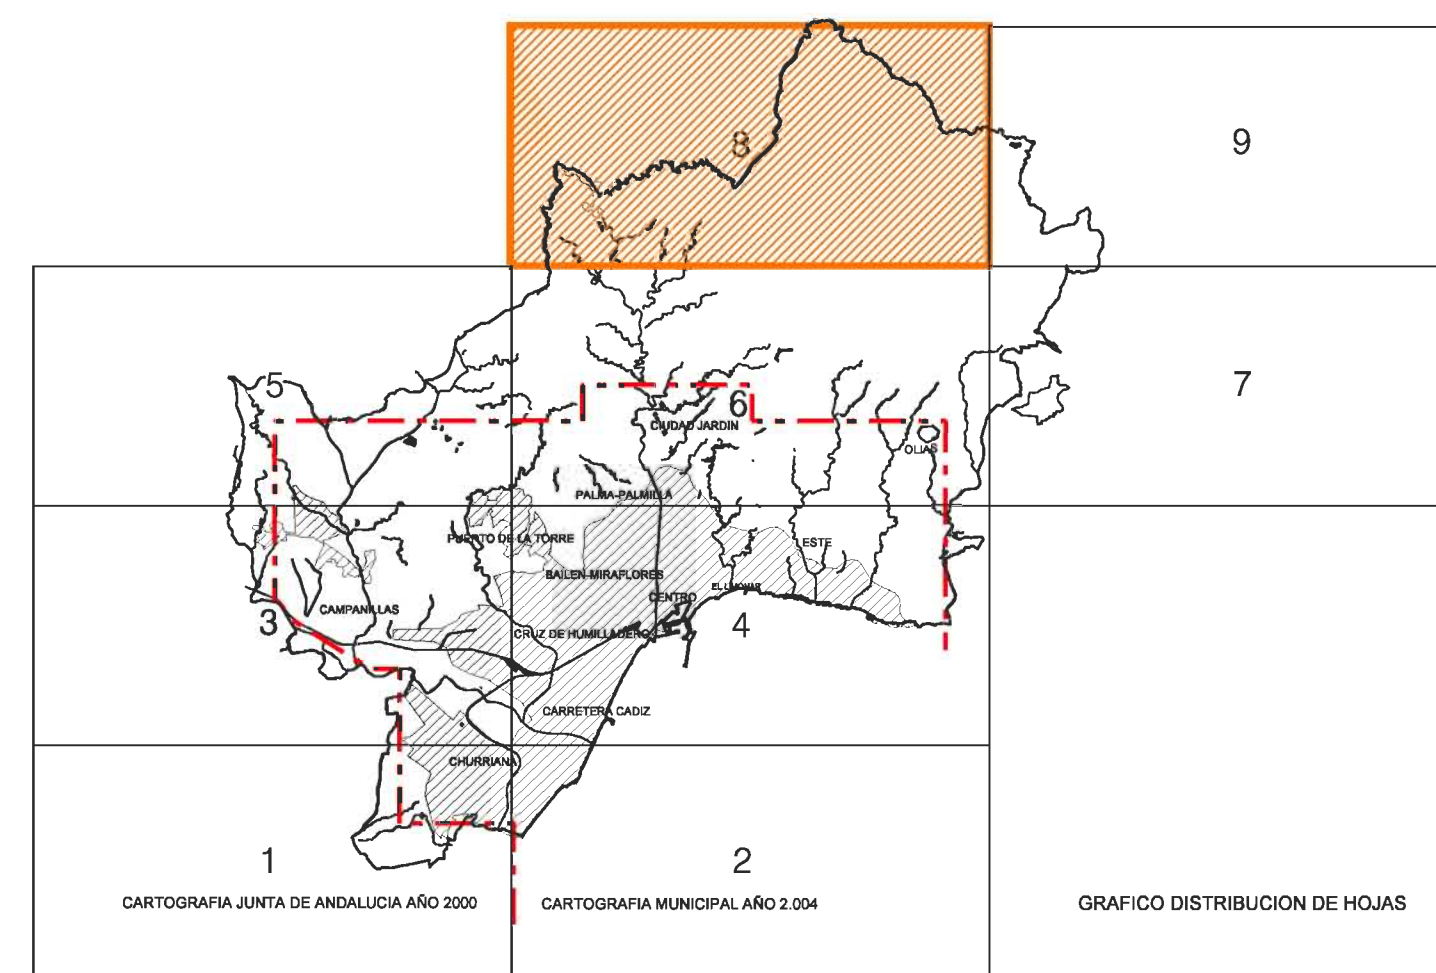 8
9
5
6
7
CIUDAD JARDIN
OLIAS
PALMA-PALMILLA
PUERTO DE LA TORRE
LESTE
BAILEN-MIRAFLORES
EL LIMONAR
CENTRO
CAMPANILLAS
3
4
CRUZ DE HUMILLADERO
CARRETERA CADIZ
CHURRIANA
1
2
CARTOGRAFIA JUNTA DE ANDALUCIA AÑO 2000
CARTOGRAFIA MUNICIPAL AÑO 2.004
GRAFICO DISTRIBUCION DE HOJAS